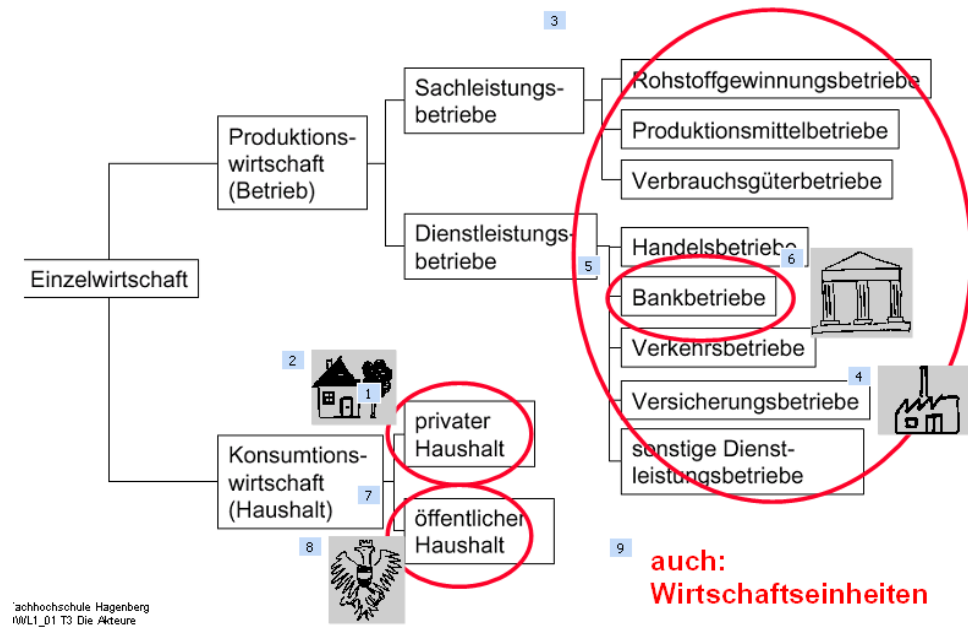 3
Sachleistungs-
betriebe
Rohstoffgewinnungsbetriebe
Produktionsmittelbetriebe
Verbrauchsgüterbetriebe
Produktions-
wirtschaft
(Betrieb)
Dienstleistungs-
betriebe
5
Handelsbetriebe
6
Bankbetriebe
Verkehrsbetriebe
4
Versicherungsbetriebe
sonstige Dienst-
leistungsbetriebe
Einzelwirtschaft
2
1
privater
Haushalt
Konsumtions-
wirtschaft
(Haushalt)
7
öffentlicher
Haushalt
8
9
auch:
Wirtschaftseinheiten
achhochschule Hagenberg
WL1_01 T3 Die Akteure